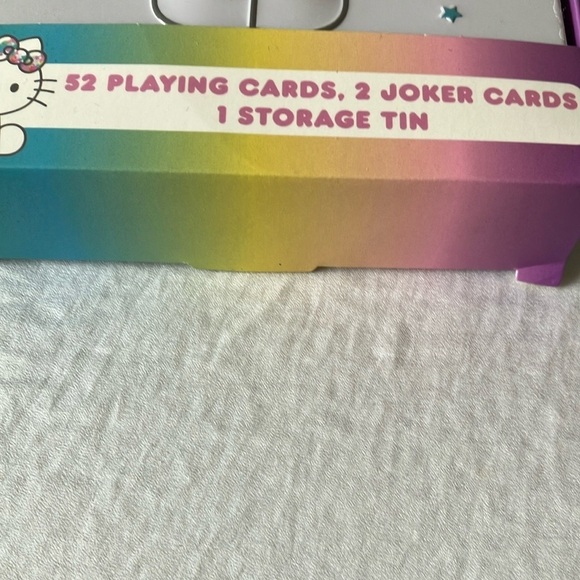 52 PLAYING CARDS, 2 JOKER CARDS
1 STORAGE TIN